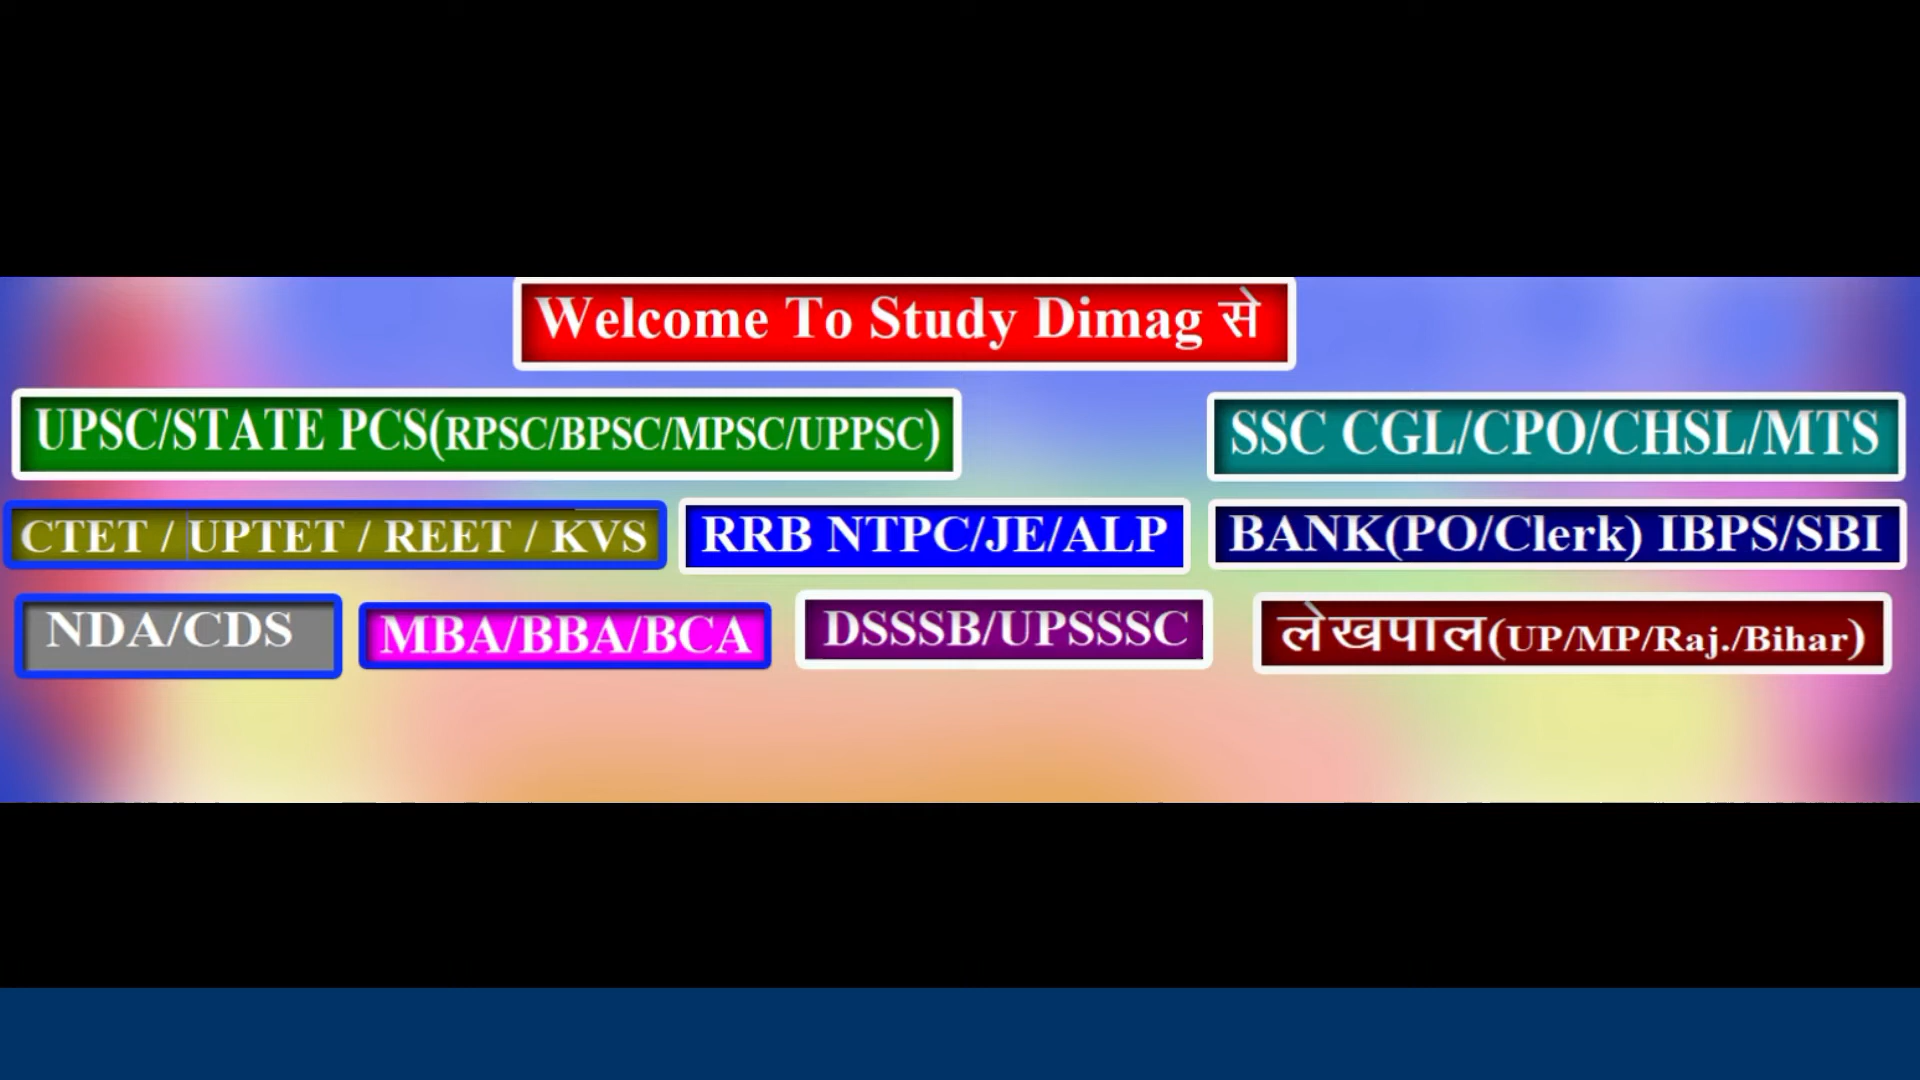 Welcome To Study Dimag से
UPSC/STATE PCS(RPSC/BPSC/MPSC/UPPSC)
SSC CGL/CPO/CHSL/MTS
CTET / UPTET / REET / KVS
RRB NTPC/JE/ALP
BANK(PO/Clerk) IBPS/SBI
NDA/CDS
MBA/BBA/BCA
DSSSB/UPSSSC
लेखपाल(UP/MP/Raj./Bihar)